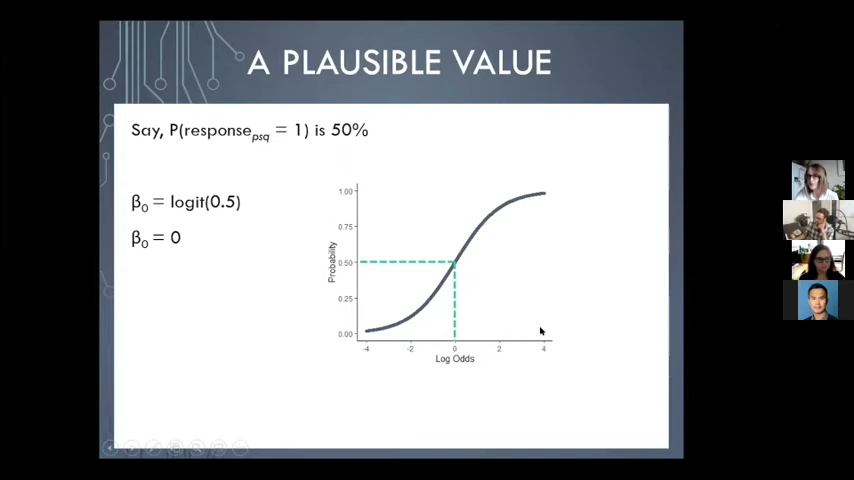 A PLAUSIBLE VALUE
Say, P(response_psq = 1) is 50%
β₀ = logit(0.5)
β₀ = 0
1.00
0.75
0.50
0.25
0.00
Probability
-4 -2 0 2 4
Log Odds